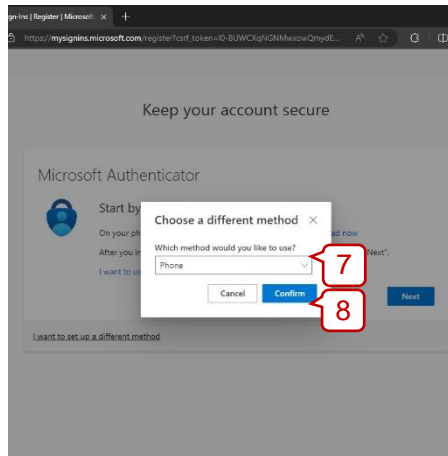 gn-Ins | Register | Microsoft
https://mysignins.microsoft.com/register?csrf_token=I0-BUWCXqNGNMwxowQmydE...
Keep your account secure
Microsoft Authenticator
Start by
On your ph
ad now
After you in
Next".
I want to us
Choose a different method
Which method would you like to use?
Phone
7
Cancel
Confirm
8
Next
I want to set up a different method